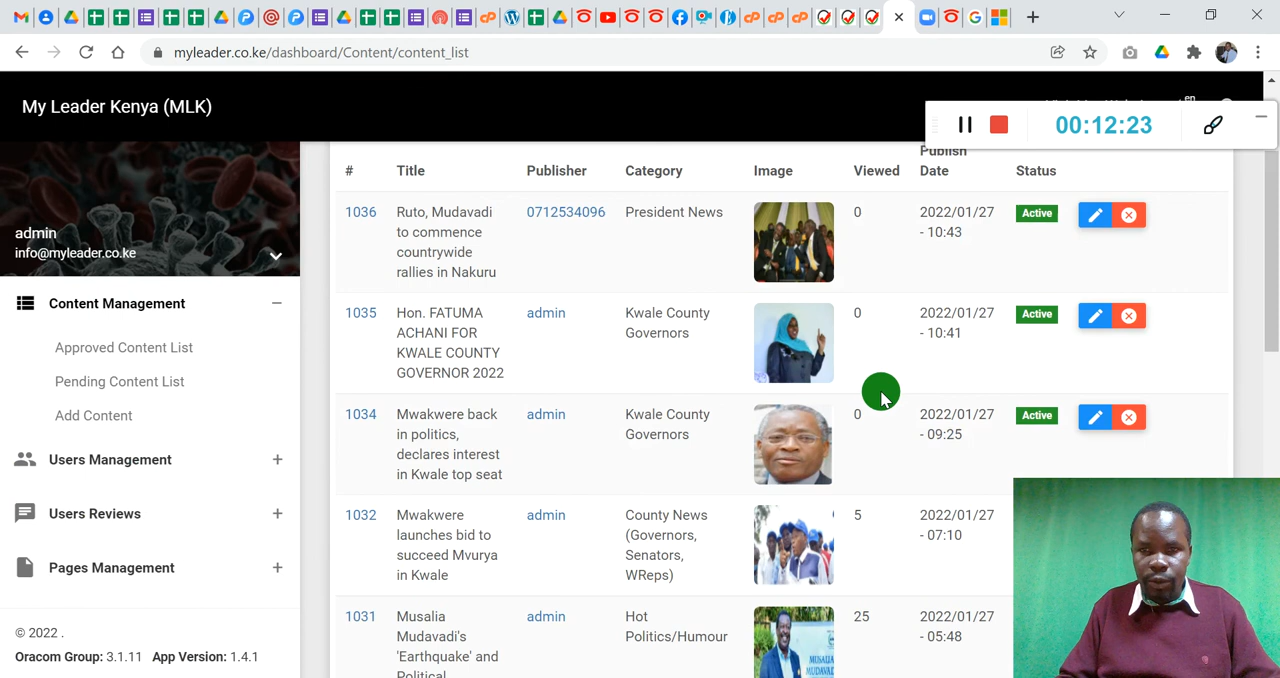 myleader.co.ke/dashboard/Content/content_list
My Leader Kenya (MLK)
en
00:12:23
admin
info@myleader.co.ke
Content Management
Approved Content List
Pending Content List
Add Content
Users Management
Users Reviews
Pages Management
© 2022 .
Oracom Group: 3.1.11 App Version: 1.4.1
# Title Publisher Category Image Viewed Publish Date Status
1036 Ruto, Mudavadi 0712534096 President News 0 2022/01/27 Active
to commence - 10:43
countrywide
rallies in Nakuru
1035 Hon. FATUMA admin Kwale County 0 2022/01/27 Active
ACHANI FOR Governors - 10:41
KWALE COUNTY
GOVERNOR 2022
1034 Mwakwere back admin Kwale County 0 2022/01/27 Active
in politics, Governors - 09:25
declares interest
in Kwale top seat
1032 Mwakwere admin County News 5 2022/01/27
launches bid to (Governors, - 07:10
succeed Mvurya Senators,
in Kwale WReps)
1031 Musalia admin Hot 25 2022/01/27
Mudavadi's Politics/Humour - 05:48
'Earthquake' and
Political
MUSALIA
MUDAVADI